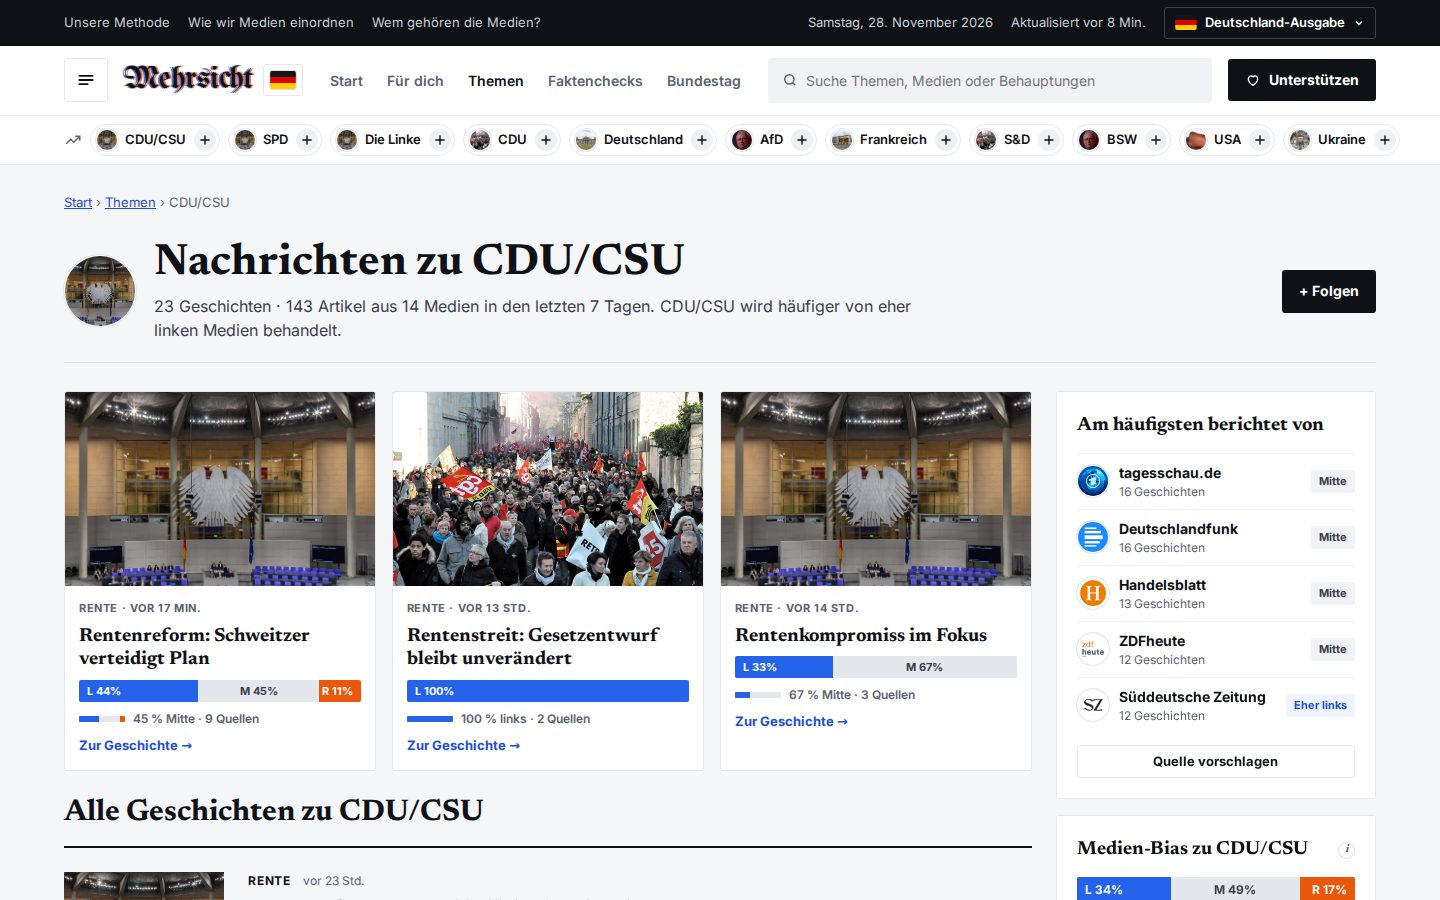 Unsere Methode Wie wir Medien einordnen Wem gehören die Medien? Samstag, 28. November 2026 Aktualisiert vor 8 Min. Deutschland-Ausgabe
Mehrsicht Start Für dich Themen Faktenchecks Bundestag Suche Themen, Medien oder Behauptungen Unterstützen
CDU/CSU + SPD + Die Linke + CDU + Deutschland + AfD + Frankreich + S&D + BSW + USA + Ukraine +
Start › Themen › CDU/CSU
Nachrichten zu CDU/CSU
23 Geschichten · 143 Artikel aus 14 Medien in den letzten 7 Tagen. CDU/CSU wird häufiger von eher
linken Medien behandelt.
+ Folgen
RENTE · VOR 17 MIN.
Rentenreform: Schweitzer
verteidigt Plan
L 44% M 45% R 11%
45 % Mitte · 9 Quellen
Zur Geschichte →
RENTE · VOR 13 STD.
Rentenstreit: Gesetzentwurf
bleibt unverändert
L 100%
100 % links · 2 Quellen
Zur Geschichte →
RENTE · VOR 14 STD.
Rentenkompromiss im Fokus
L 33% M 67%
67 % Mitte · 3 Quellen
Zur Geschichte →
Am häufigsten berichtet von
tagesschau.de
16 Geschichten
Mitte
Deutschlandfunk
16 Geschichten
Mitte
H
Handelsblatt
13 Geschichten
Mitte
zdf
heute
ZDFheute
12 Geschichten
Mitte
SZ
Süddeutsche Zeitung
12 Geschichten
Eher links
Quelle vorschlagen
Alle Geschichten zu CDU/CSU
RENTE vor 23 Std.
Medien-Bias zu CDU/CSU i
L 34% M 49% R 17%